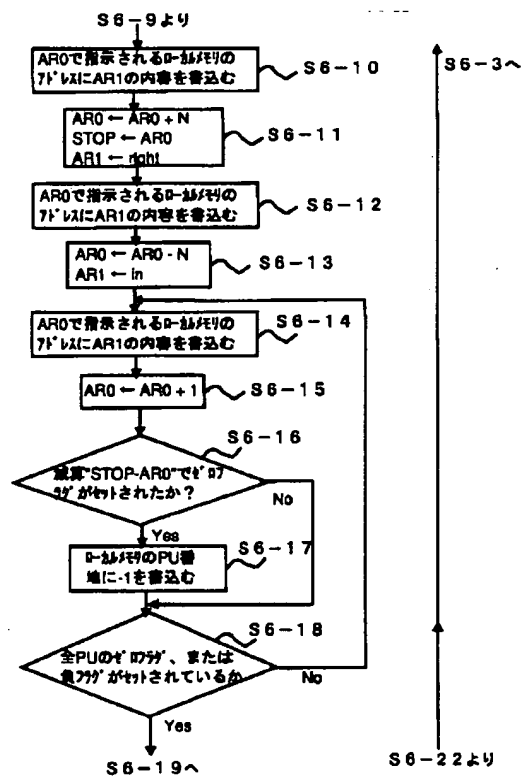 S6-9より
AR0で指示されるローカルメモリの
アドレスにAR1の内容を書込む
S6-10
S6-3へ
AR0 ← AR0 + N
STOP ← AR0
AR1 ← right
S6-11
AR0で指示されるローカルメモリの
アドレスにAR1の内容を書込む
S6-12
AR0 ← AR0 - N
AR1 ← in
S6-13
AR0で指示されるローカルメモリの
アドレスにAR1の内容を書込む
S6-14
AR0 ← AR0 + 1
S6-15
S6-16
減算"STOP-AR0"でゼロフ
ラグがセットされたか?
No
Yes
S6-17
ローカルメモリのPU番
地に-1を書込む
S6-18
全PUのゼロフラグ、または
負フラグがセットされているか
No
Yes
S6-19へ
S6-22より